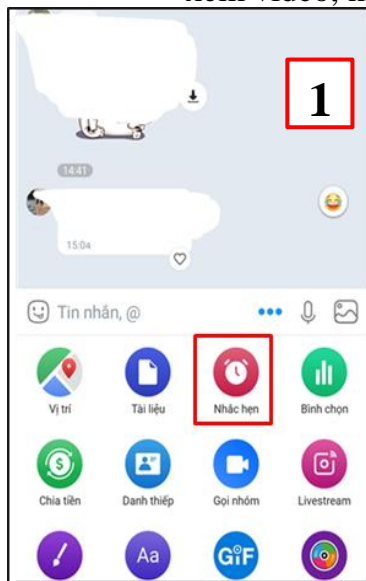 1
14:41
15:04
Tin nhắn, @
Vị trí
Tài liệu
Nhắc hẹn
Bình chọn
$
Chia tiền
Danh thiếp
Gọi nhóm
Livestream
Aa
GIF